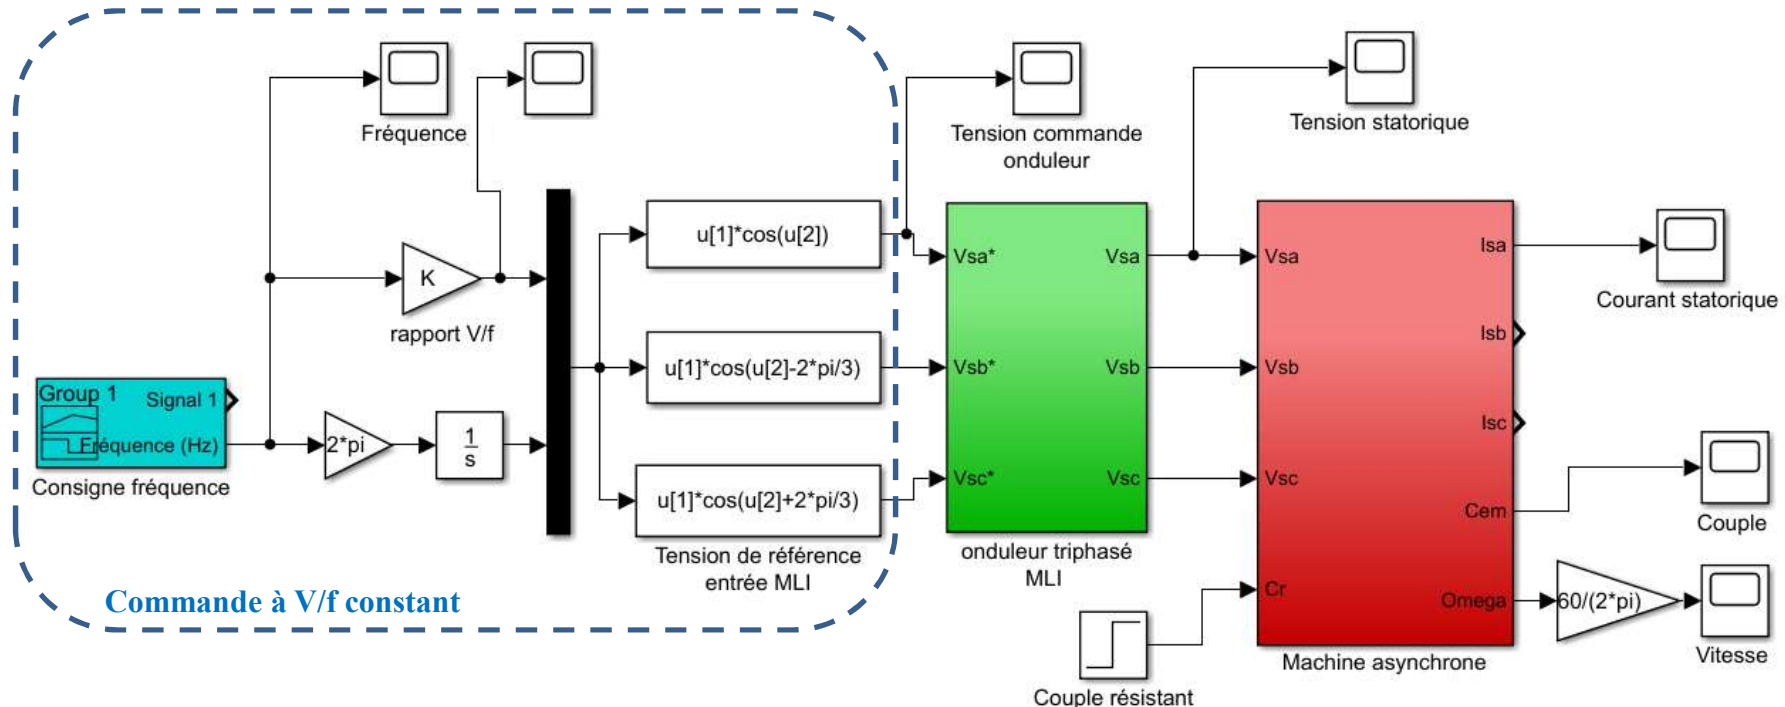 Fréquence
Tension commande
onduleur
Tension statorique
u[1]*cos(u[2])
K
rapport V/f
Vsa*
Vsa
Vsa
Isa
Courant statorique
Isb
u[1]*cos(u[2]-2*pi/3)
Vsb*
Vsb
Vsb
Group 1
Signal 1
Fréquence (Hz)
Consigne fréquence
2*pi
1
s
Isc
u[1]*cos(u[2]+2*pi/3)
Vsc*
Vsc
Vsc
Cem
Couple
Tension de référence
entrée MLI
onduleur triphasé
MLI
Commande à V/f constant
Cr
Omega
60/(2*pi)
Vitesse
Machine asynchrone
Couple résistant